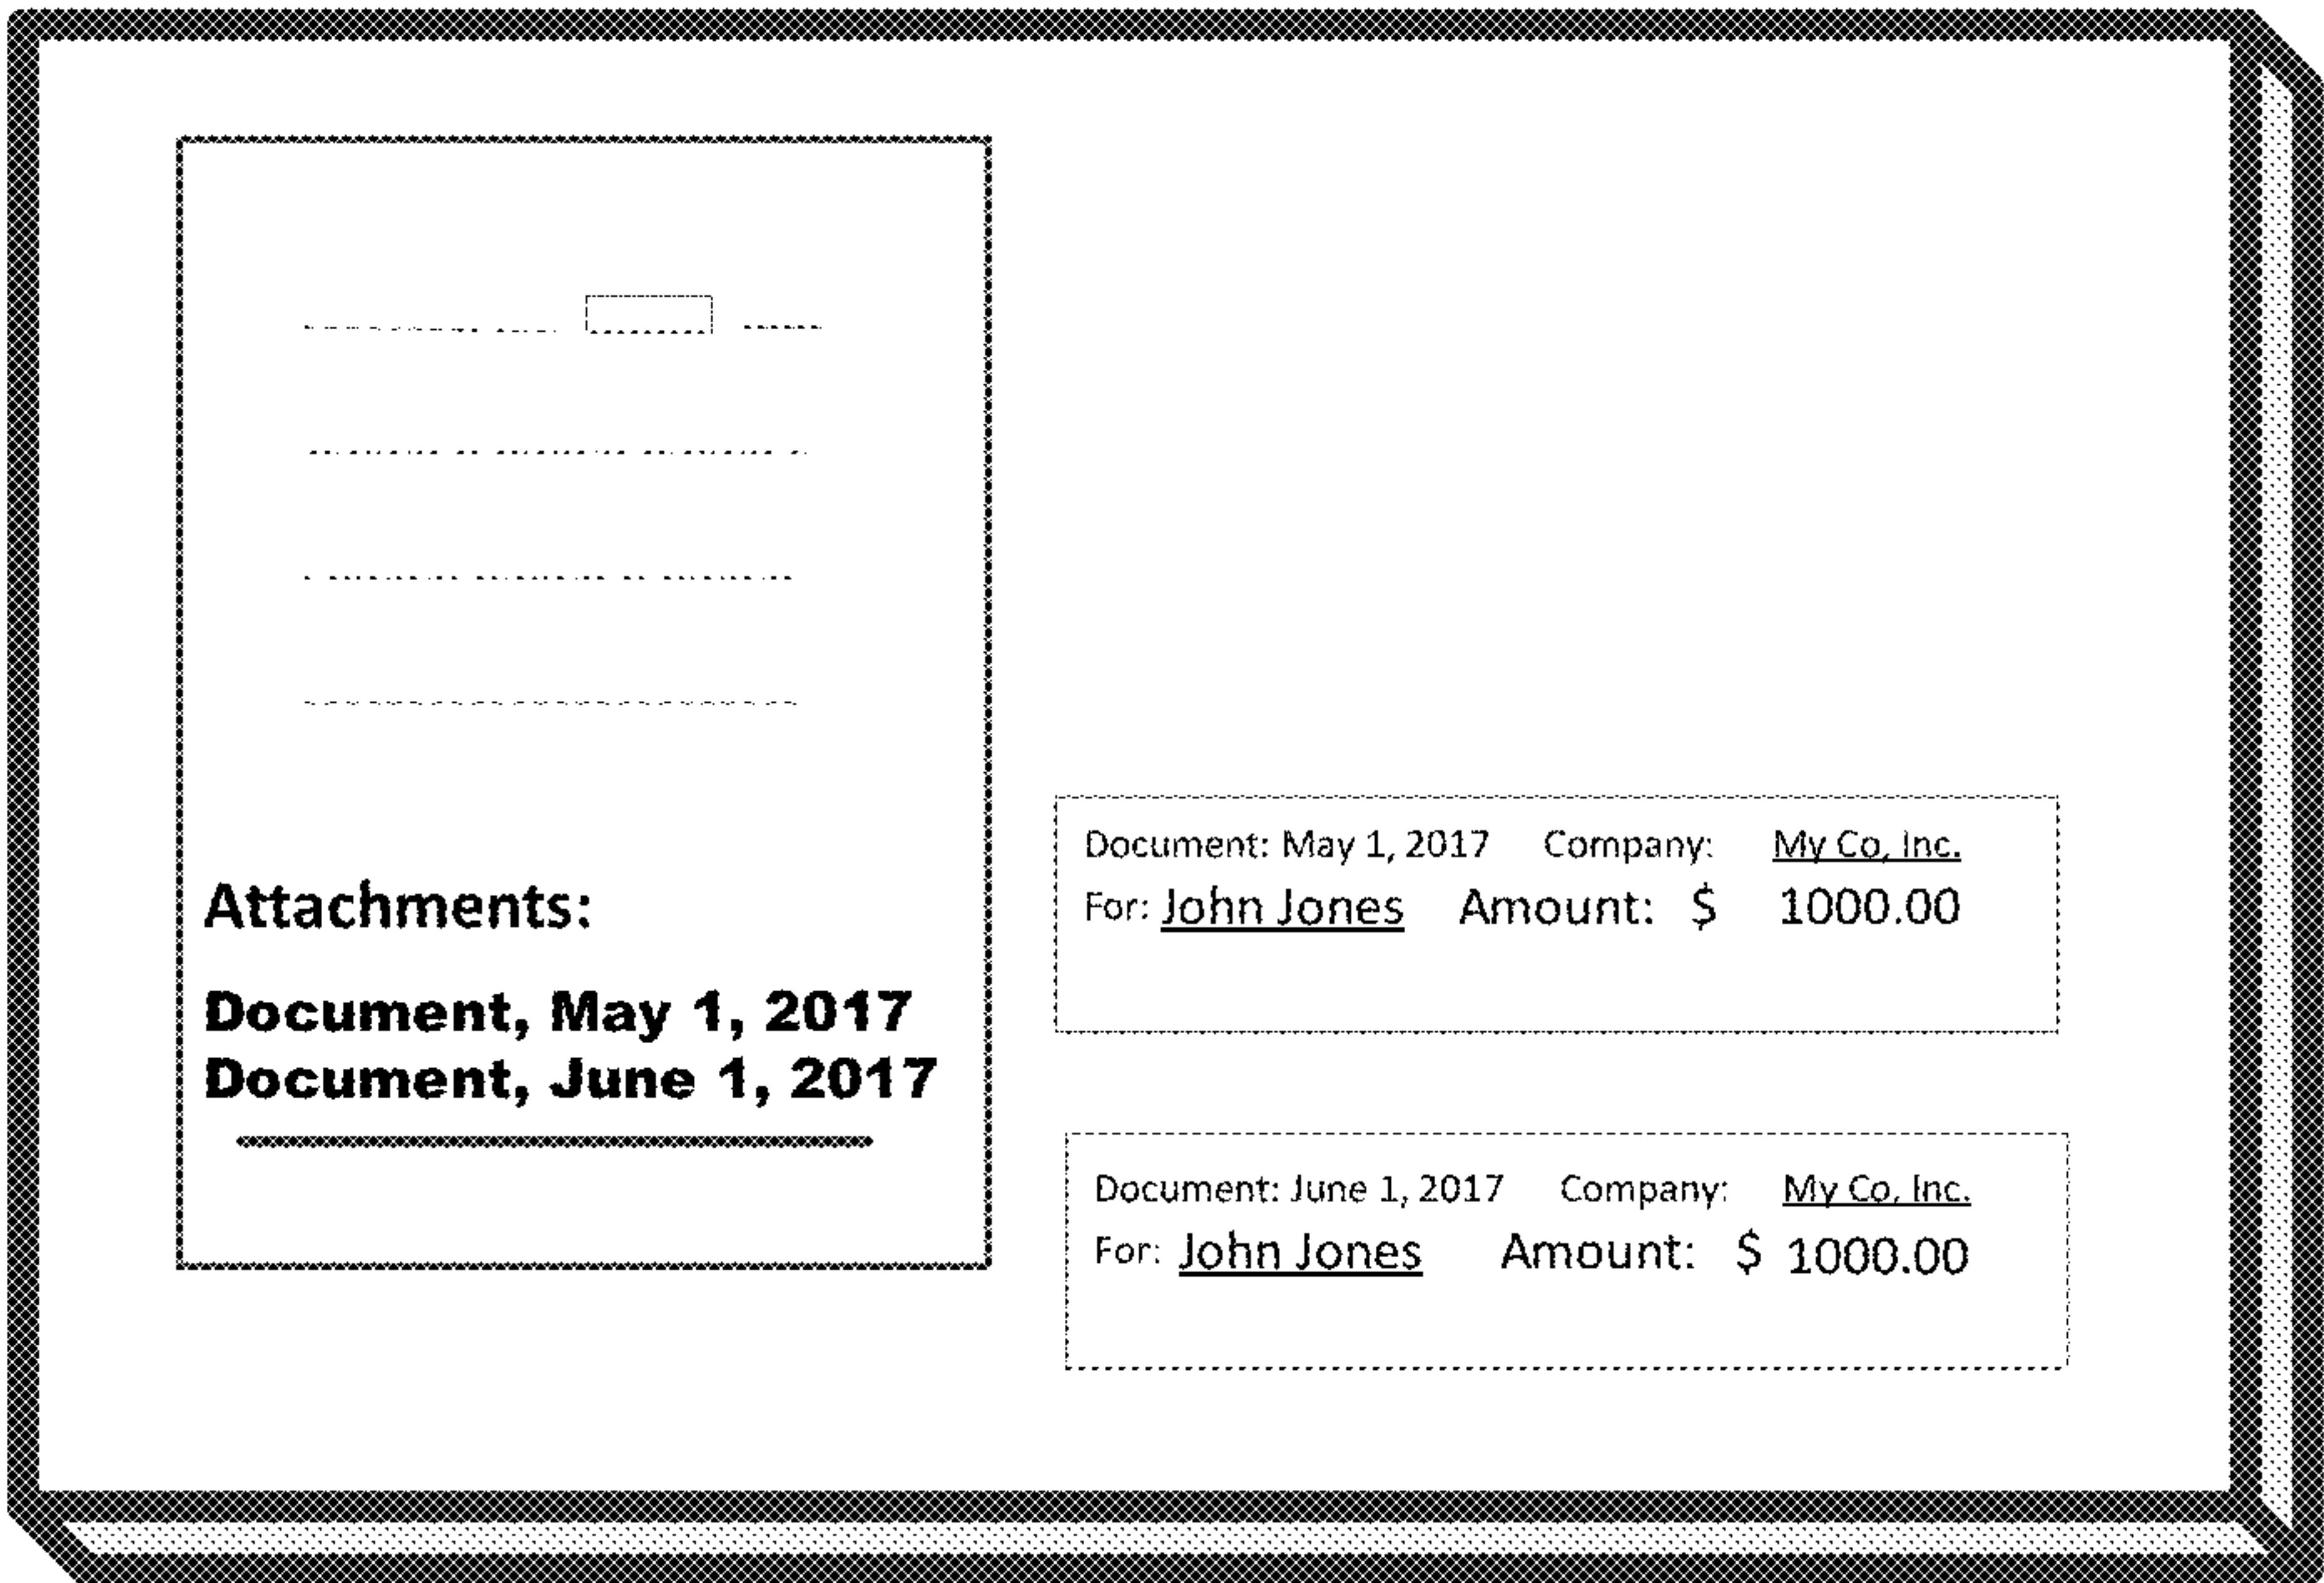 Attachments:
Document, May 1, 2017
Document, June 1, 2017
Document: May 1, 2017 Company: My Co, Inc.
For: John Jones Amount: $ 1000.00
Document: June 1, 2017 Company: My Co, Inc.
For: John Jones Amount: $ 1000.00